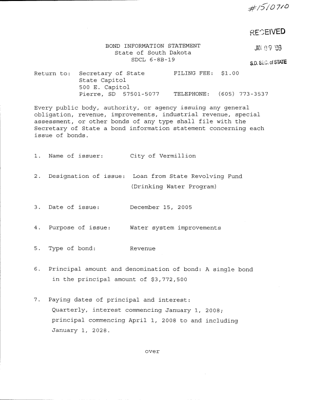 #1510710
RECEIVED
S.D. SEC. of STATE
BOND INFORMATION STATEMENT
State of South Dakota
SDCL 6-8B-19
Return to: Secretary of State FILING FEE: $1.00
State Capitol
500 E. Capitol
Pierre, SD 57501-5077 TELEPHONE: (605) 773-3537
Every public body, authority, or agency issuing any general
obligation, revenue, improvements, industrial revenue, special
assessment, or other bonds of any type shall file with the
Secretary of State a bond information statement concerning each
issue of bonds.
1. Name of issuer: City of Vermillion
2. Designation of issue: Loan from State Revolving Fund
(Drinking Water Program)
3. Date of issue: December 15, 2005
4. Purpose of issue: Water system improvements
5. Type of bond: Revenue
6. Principal amount and denomination of bond: A single bond
in the principal amount of $3,772,500
7. Paying dates of principal and interest:
Quarterly, interest commencing January 1, 2008;
principal commencing April 1, 2008 to and including
January 1, 2028.
over